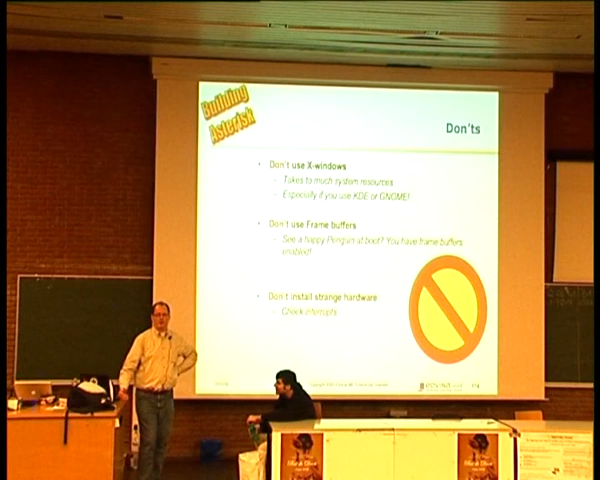 Building
Asterisk
Don'ts
Don't use X-windows
Takes to much system resources
Especially if you use KDE or GNOME!
Don't use Frame buffers
See a happy Penguin at boot? You have frame buffers
enabled!
Don't install strange hardware
Check interrupts